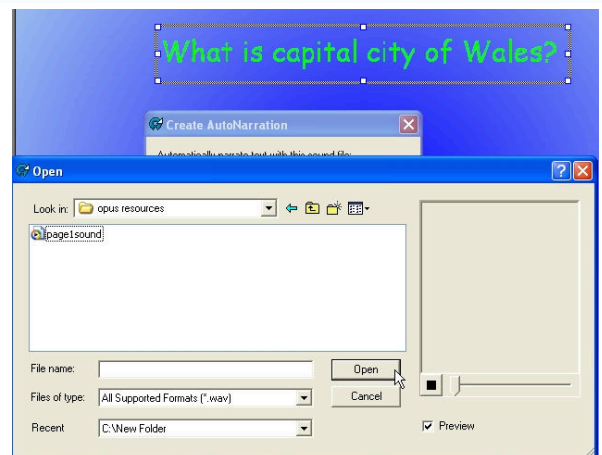 What is capital city of Wales?
Create AutoNarration
Automatically narrate text with this sound file:
Open
Look in: opus resources
page1sound
File name: Open
Files of type: All Supported Formats (*.wav) Cancel
Recent C:\New Folder Preview